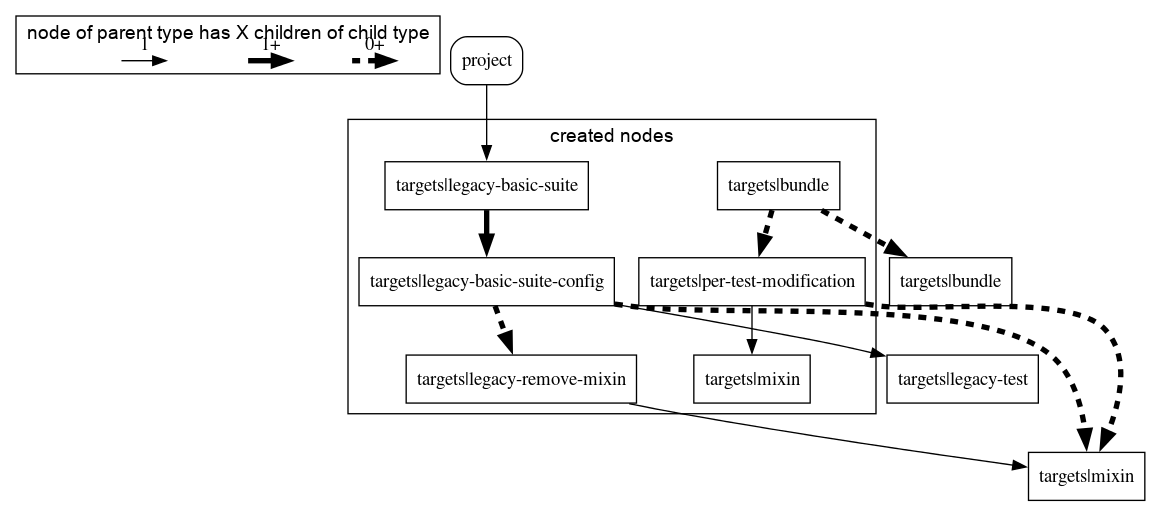 node of parent type has X children of child type
1 1+ 0+
project
created nodes
targets|legacy-basic-suite targets|bundle
targets|legacy-basic-suite-config targets|per-test-modification targets|bundle
targets|legacy-remove-mixin targets|mixin targets|legacy-test
targets|mixin